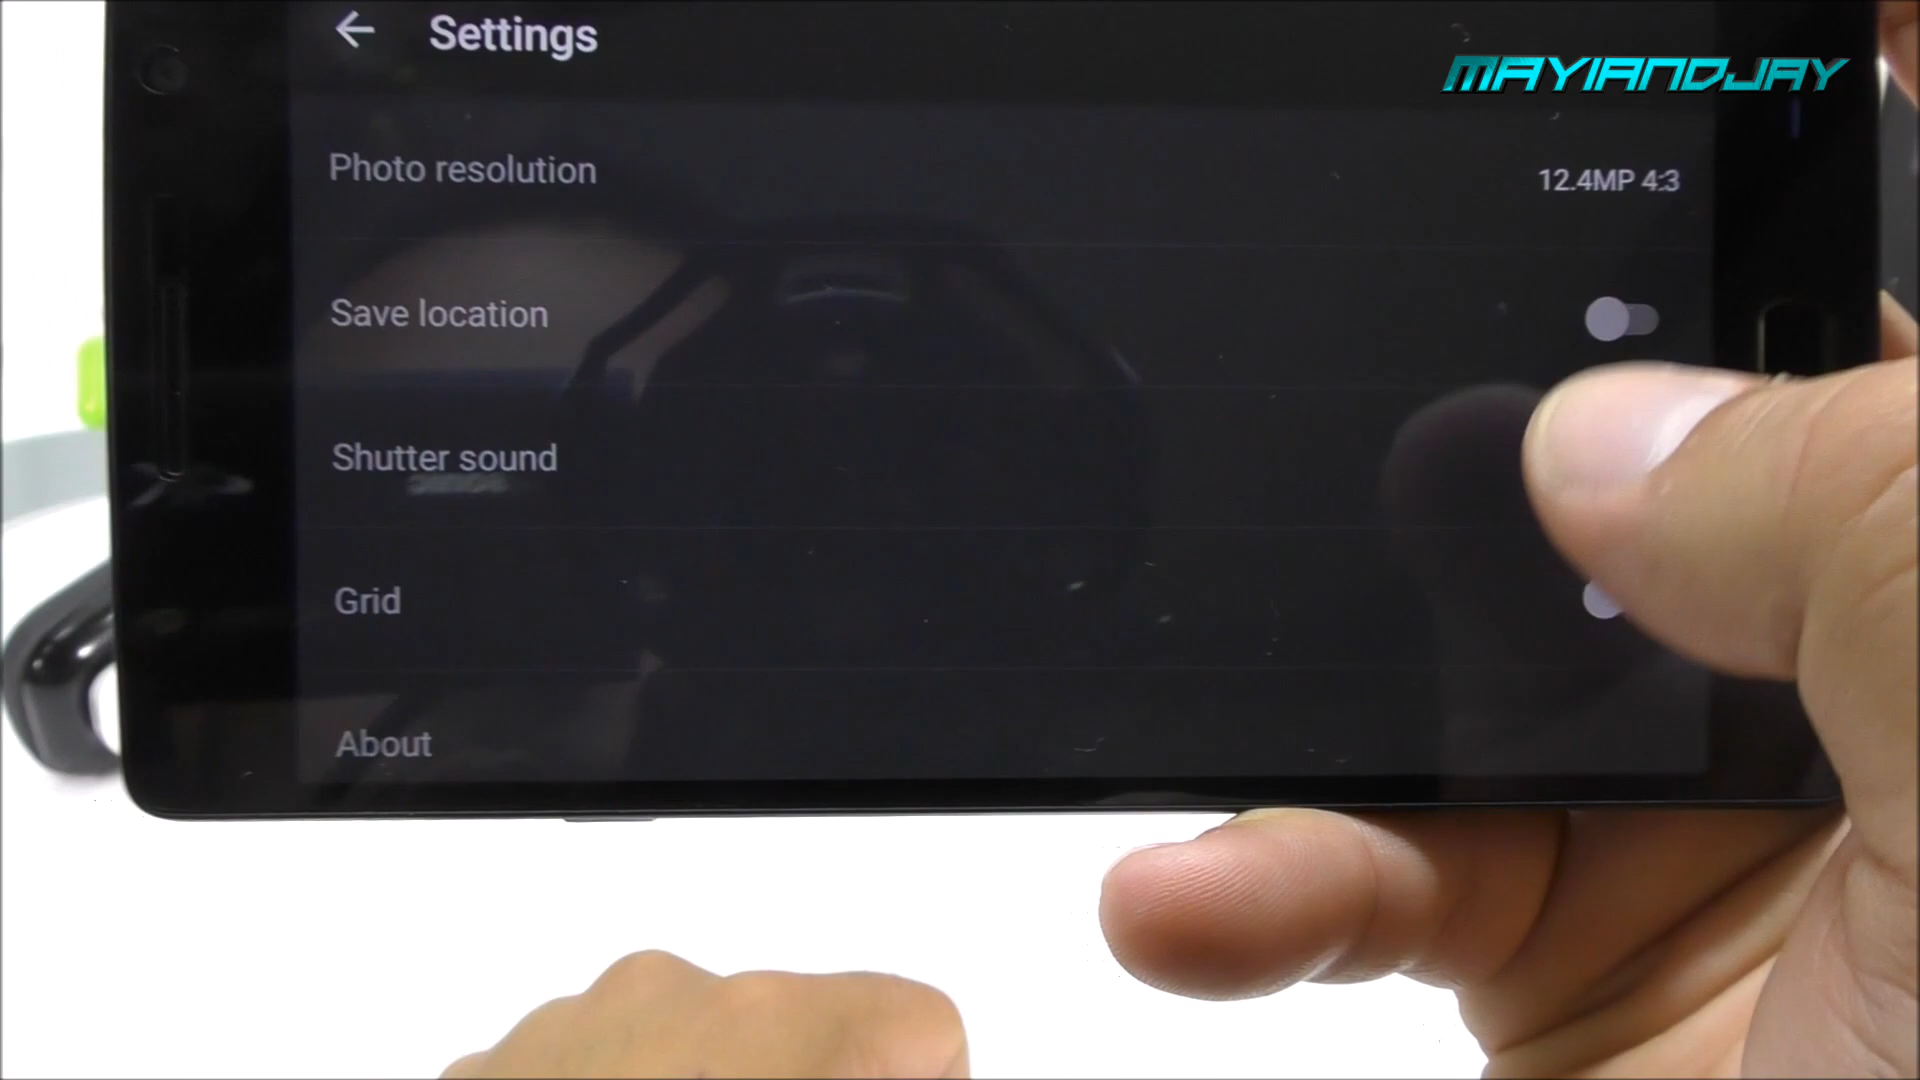 Settings
MAYIANDJAY
Photo resolution
12.4MP 4:3
Save location
Shutter sound
Grid
About